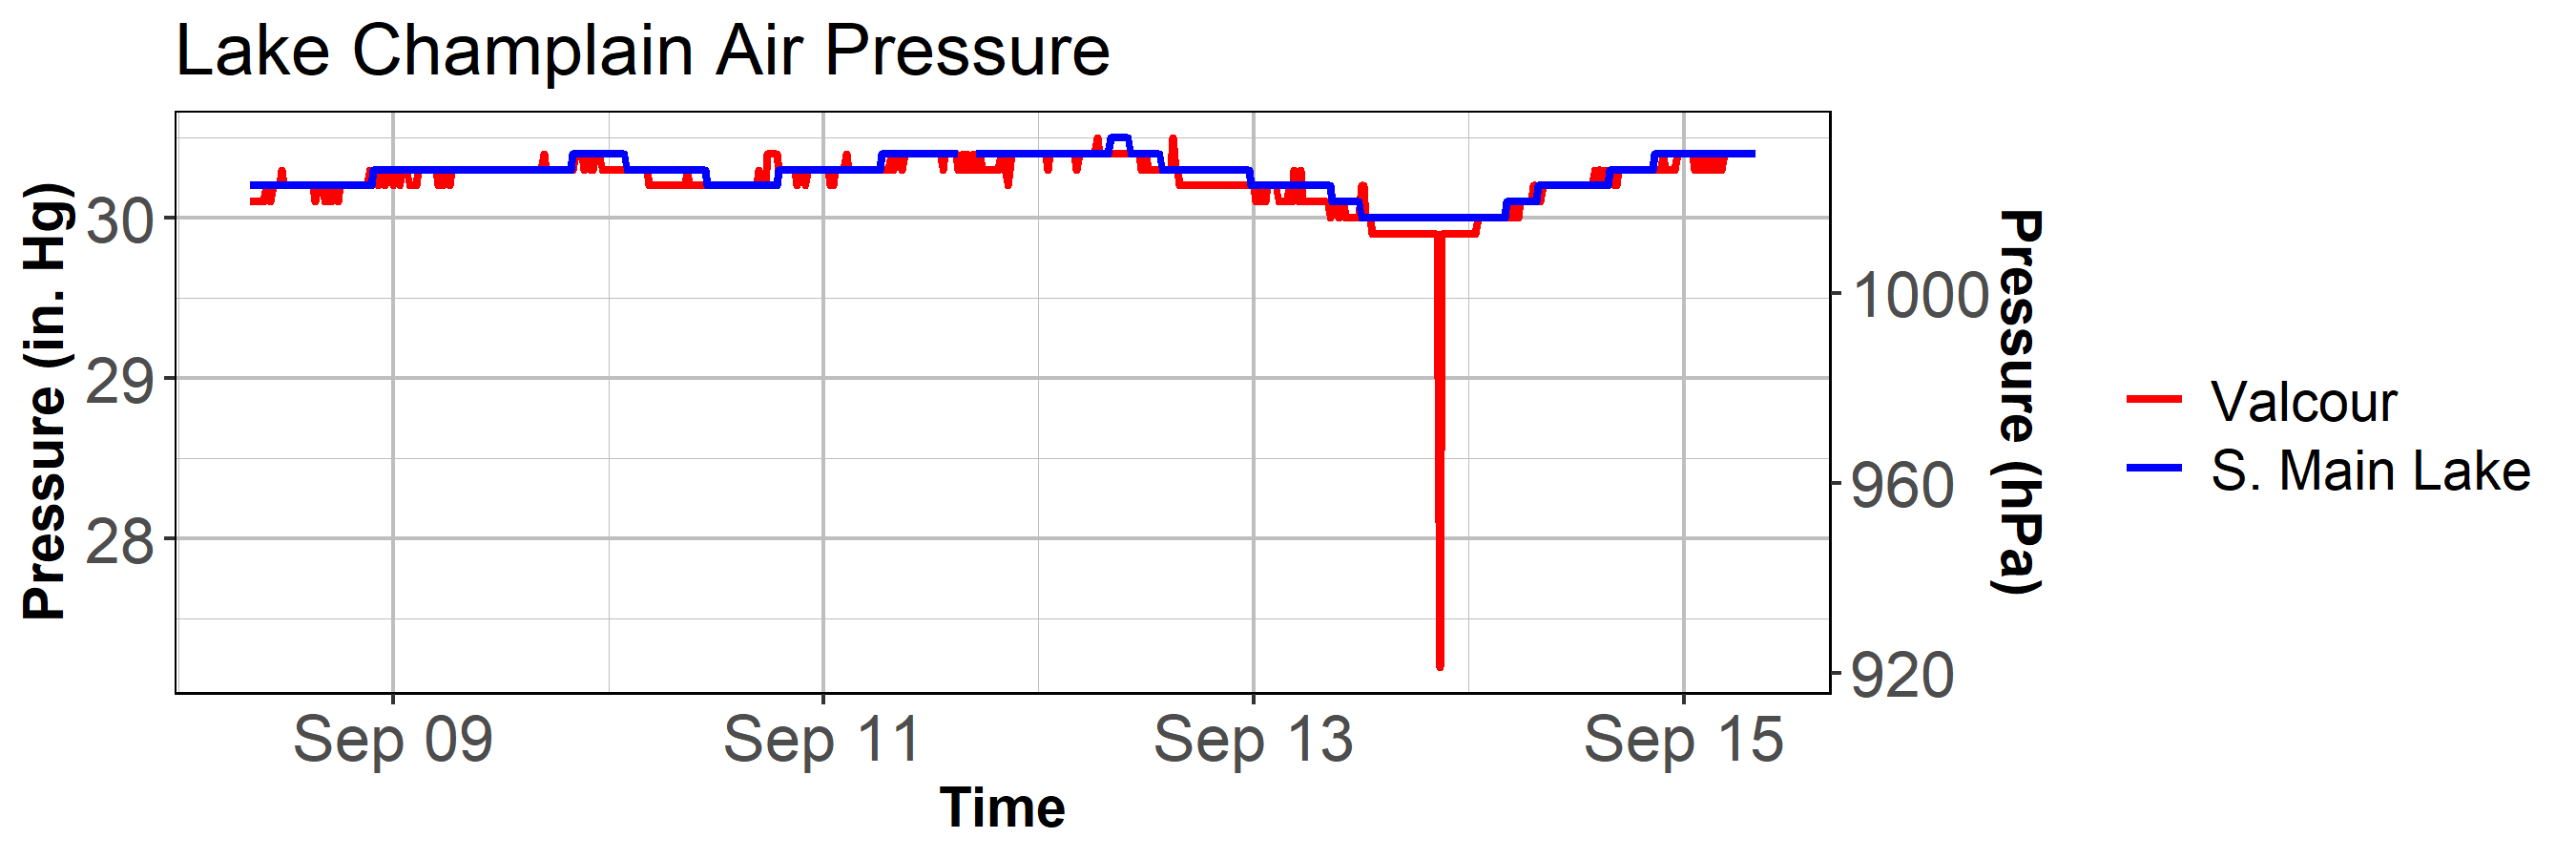 Lake Champlain Air Pressure
Pressure (in. Hg)
30
29
28
1000
960
920
Pressure (hPa)
Valcour
S. Main Lake
Sep 09
Sep 11
Sep 13
Sep 15
Time